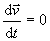 dv⃗/dt = 0